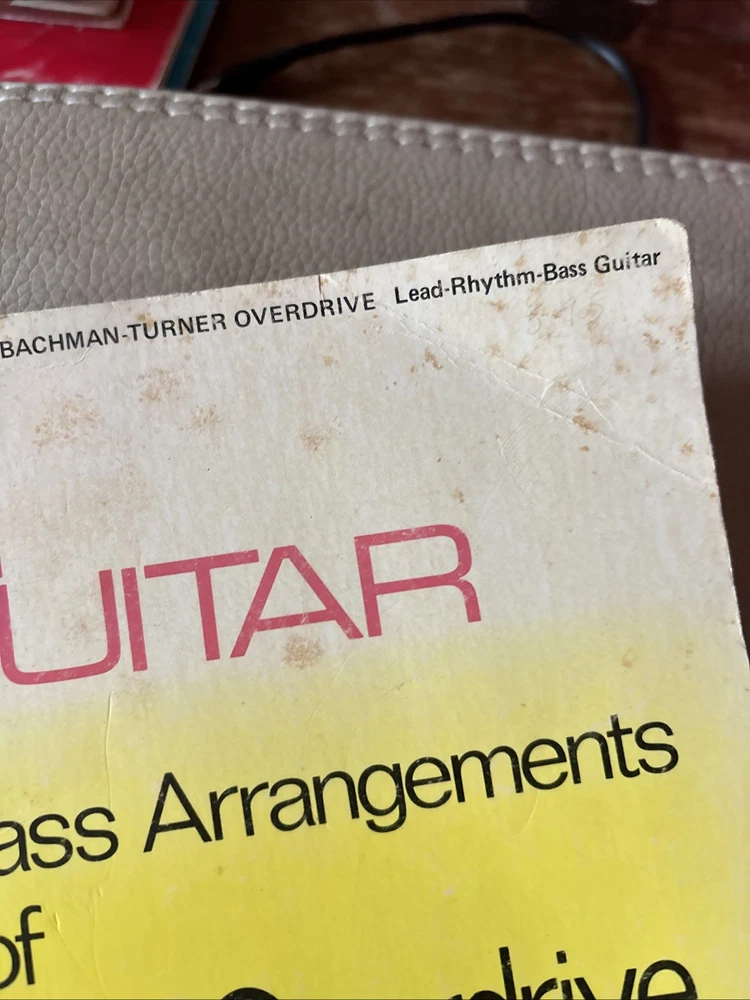 BACHMAN-TURNER OVERDRIVE Lead-Rhythm-Bass Guitar
UITAR
ass Arrangements
of